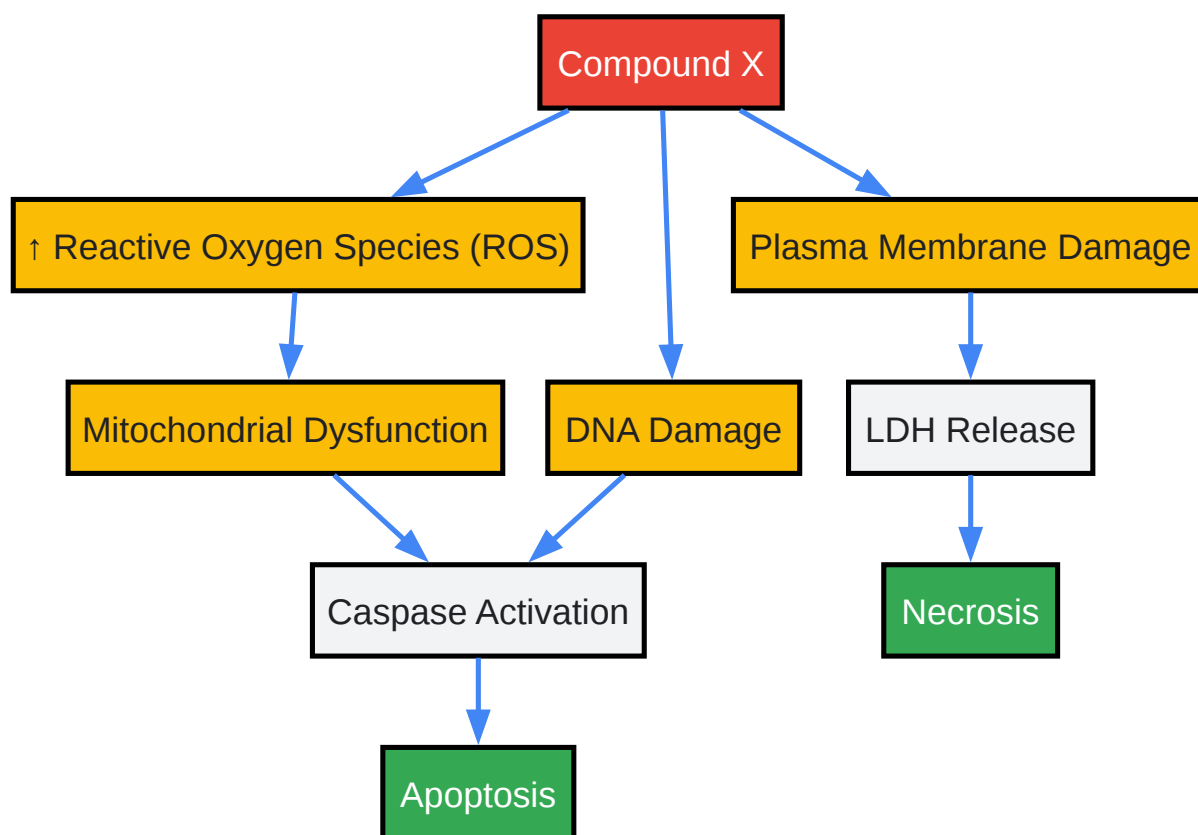 Compound X
↑ Reactive Oxygen Species (ROS)
Plasma Membrane Damage
Mitochondrial Dysfunction
DNA Damage
LDH Release
Caspase Activation
Necrosis
Apoptosis